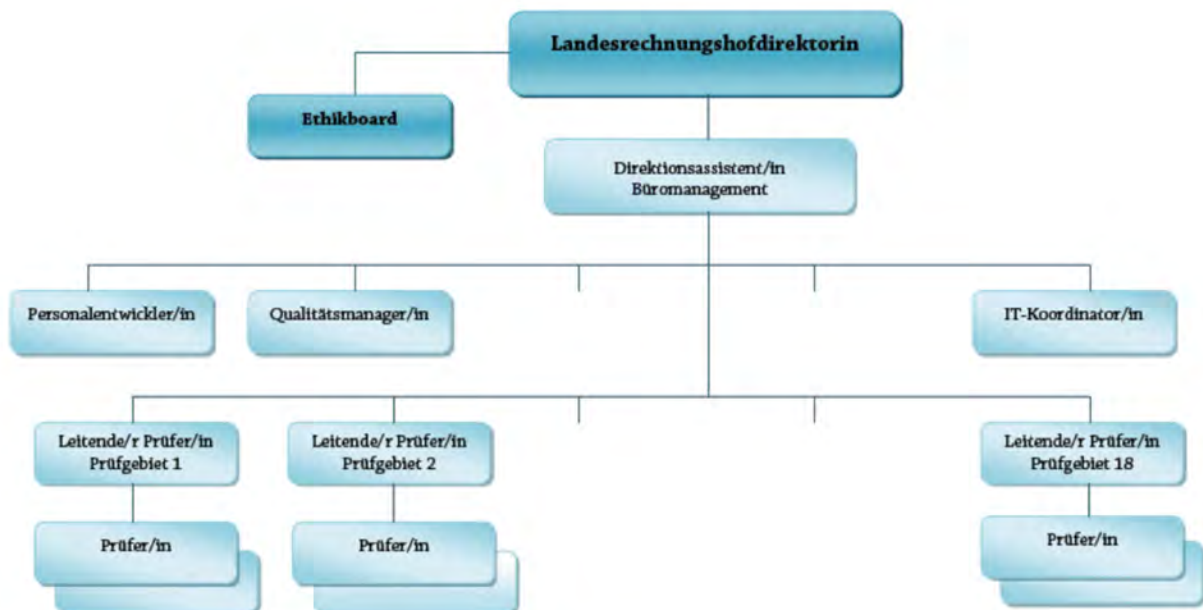 Landesrechnungshofdirektorin
Ethikboard
Direktionsassistent/in
Büromanagement
Personalentwickler/in
Qualitätsmanager/in
IT-Koordinator/in
Leitende/r Prüfer/in
Prüfgebiet 1
Leitende/r Prüfer/in
Prüfgebiet 2
Leitende/r Prüfer/in
Prüfgebiet 18
Prüfer/in
Prüfer/in
Prüfer/in